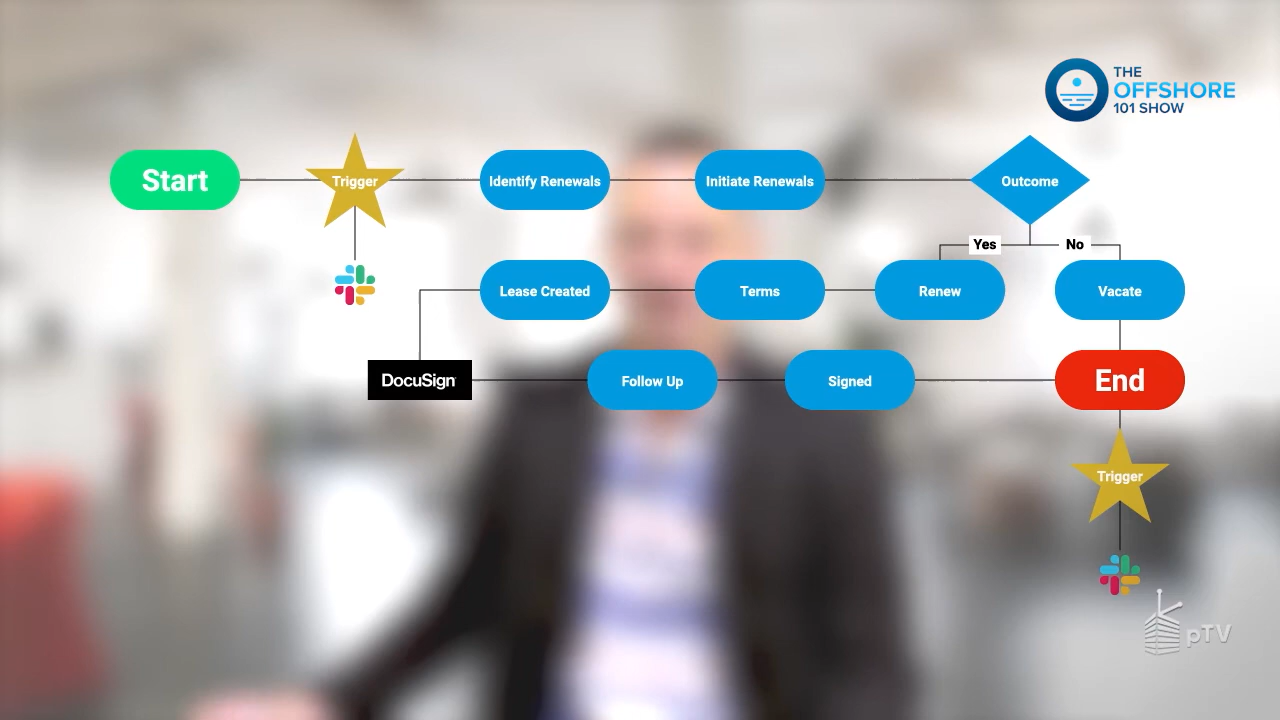 THE
OFFSHORE
101 SHOW
Start
Trigger
Identify Renewals
Initiate Renewals
Outcome
Yes
No
Lease Created
Terms
Renew
Vacate
DocuSign
Follow Up
Signed
End
Trigger
pTV